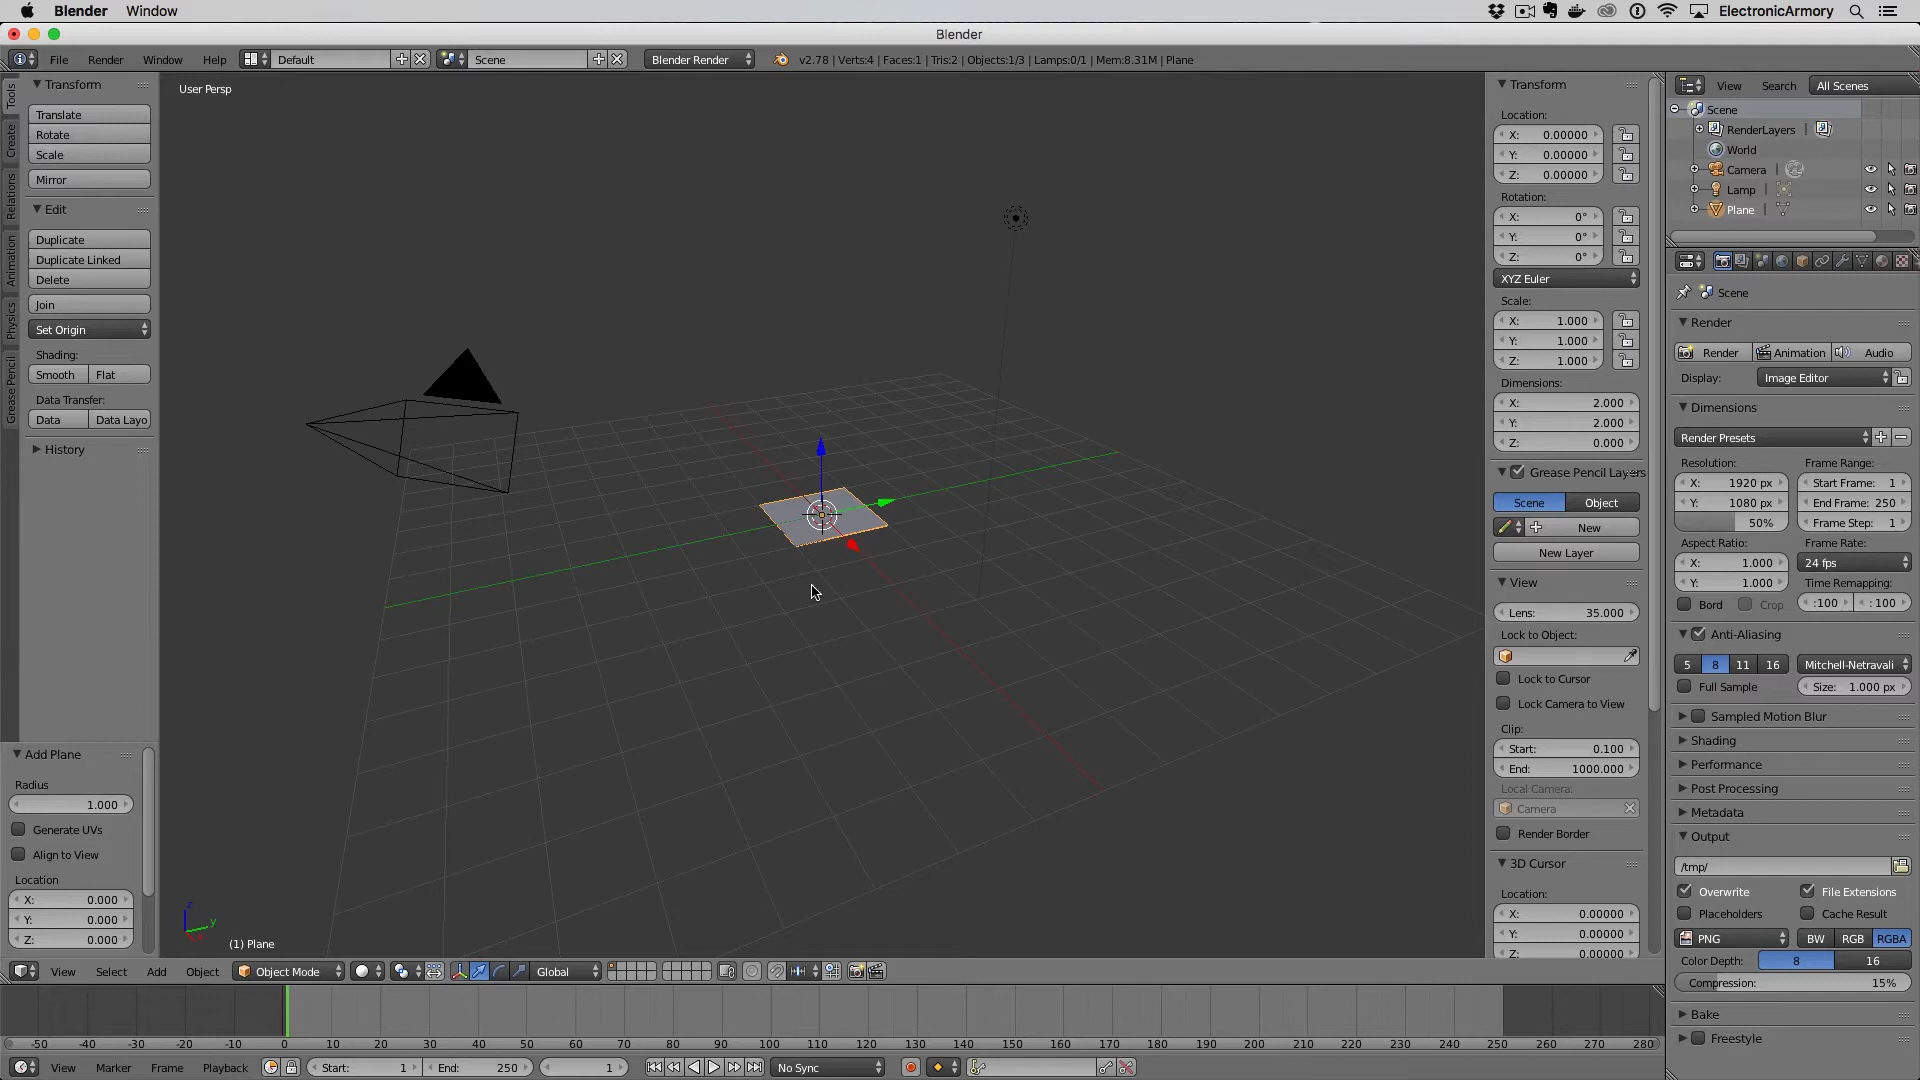 Blender Window
ElectronicArmory
Blender
File Render Window Help
Default
Scene
Blender Render
v2.78 | Verts:4 | Faces:1 | Tris:2 | Objects:1/3 | Lamps:0/1 | Mem:8.31M | Plane
Tools
Create
Relations
Animation
Physics
Grease Pencil
Transform
Translate
Rotate
Scale
Mirror
Edit
Duplicate
Duplicate Linked
Delete
Join
Set Origin
Shading:
Smooth Flat
Data Transfer:
Data Data Layo
History
Add Plane
Radius
1.000
Generate UVs
Align to View
Location
X: 0.000
Y: 0.000
Z: 0.000
User Persp
z
y
(1) Plane
Transform
Location:
X: 0.00000
Y: 0.00000
Z: 0.00000
Rotation:
X: 0°
Y: 0°
Z: 0°
XYZ Euler
Scale:
X: 1.000
Y: 1.000
Z: 1.000
Dimensions:
X: 2.000
Y: 2.000
Z: 0.000
Grease Pencil Layers
Scene Object
New
New Layer
View
Lens: 35.000
Lock to Object:
Lock to Cursor
Lock Camera to View
Clip:
Start: 0.100
End: 1000.000
Local Camera:
Camera
Render Border
3D Cursor
Location:
X: 0.00000
Y: 0.00000
Z: 0.00000
View Search All Scenes
Scene
RenderLayers
World
Camera
Lamp
Plane
Scene
Render
Render Animation Audio
Display: Image Editor
Dimensions
Render Presets
Resolution: Frame Range:
X: 1920 px Start Frame: 1
Y: 1080 px End Frame: 250
50% Frame Step: 1
Aspect Ratio: Frame Rate:
X: 1.000 24 fps
Y: 1.000 Time Remapping:
Bord Crop :100 : 100
Anti-Aliasing
5 8 11 16 Mitchell-Netravali
Full Sample Size: 1.000 px
Sampled Motion Blur
Shading
Performance
Post Processing
Metadata
Output
/tmp/
Overwrite File Extensions
Placeholders Cache Result
PNG BW RGB RGBA
Color Depth: 8 16
Compression: 15%
Bake
Freestyle
View Select Add Object Object Mode Global
-50 -40 -30 -20 -10 0 10 20 30 40 50 60 70 80 90 100 110 120 130 140 150 160 170 180 190 200 210 220 230 240 250 260 270 280
View Marker Frame Playback Start: 1 End: 250 1 No Sync